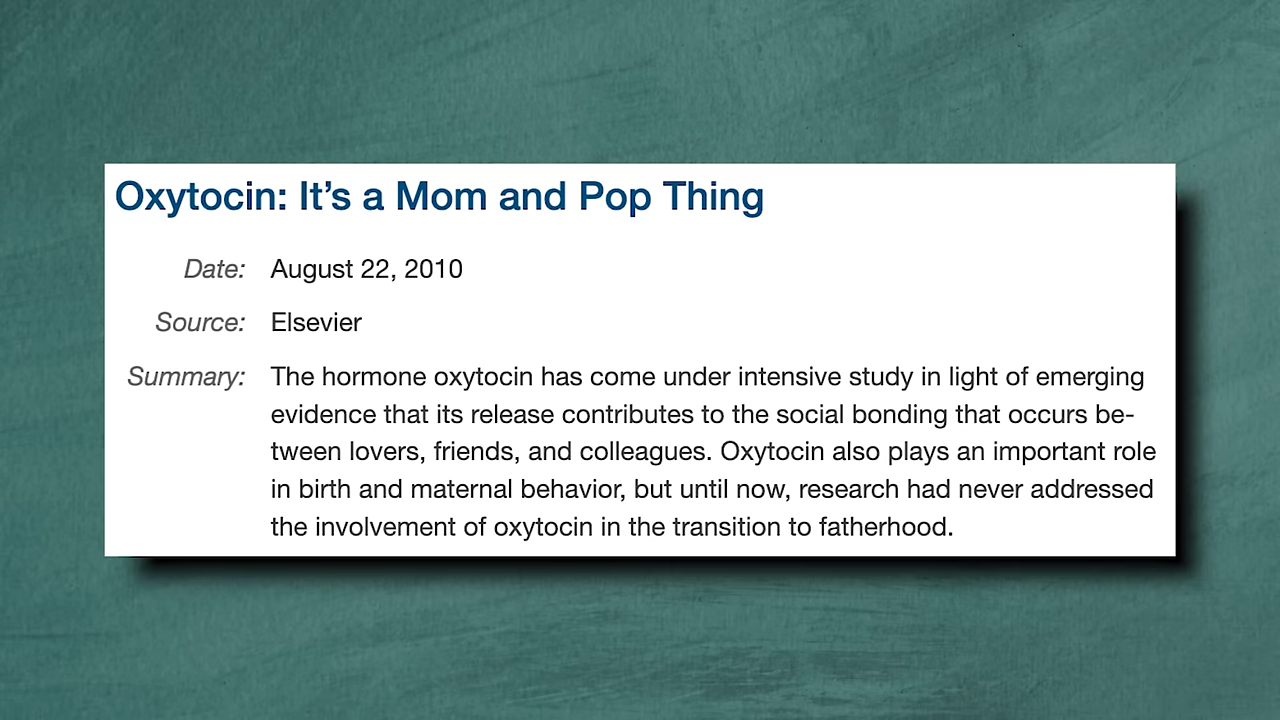 Oxytocin: It’s a Mom and Pop Thing
Date: August 22, 2010
Source: Elsevier
Summary: The hormone oxytocin has come under intensive study in light of emerging
evidence that its release contributes to the social bonding that occurs be-
tween lovers, friends, and colleagues. Oxytocin also plays an important role
in birth and maternal behavior, but until now, research had never addressed
the involvement of oxytocin in the transition to fatherhood.